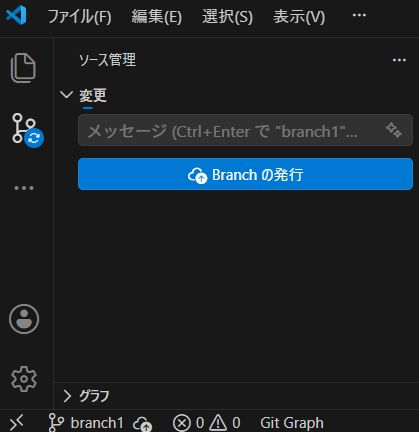 ファイル(F) 編集(E) 選択(S) 表示(V) ···
ソース管理 ···
変更
メッセージ (Ctrl+Enter で "branch1"...
Branch の発行
···
グラフ
branch1 0 0 Git Graph